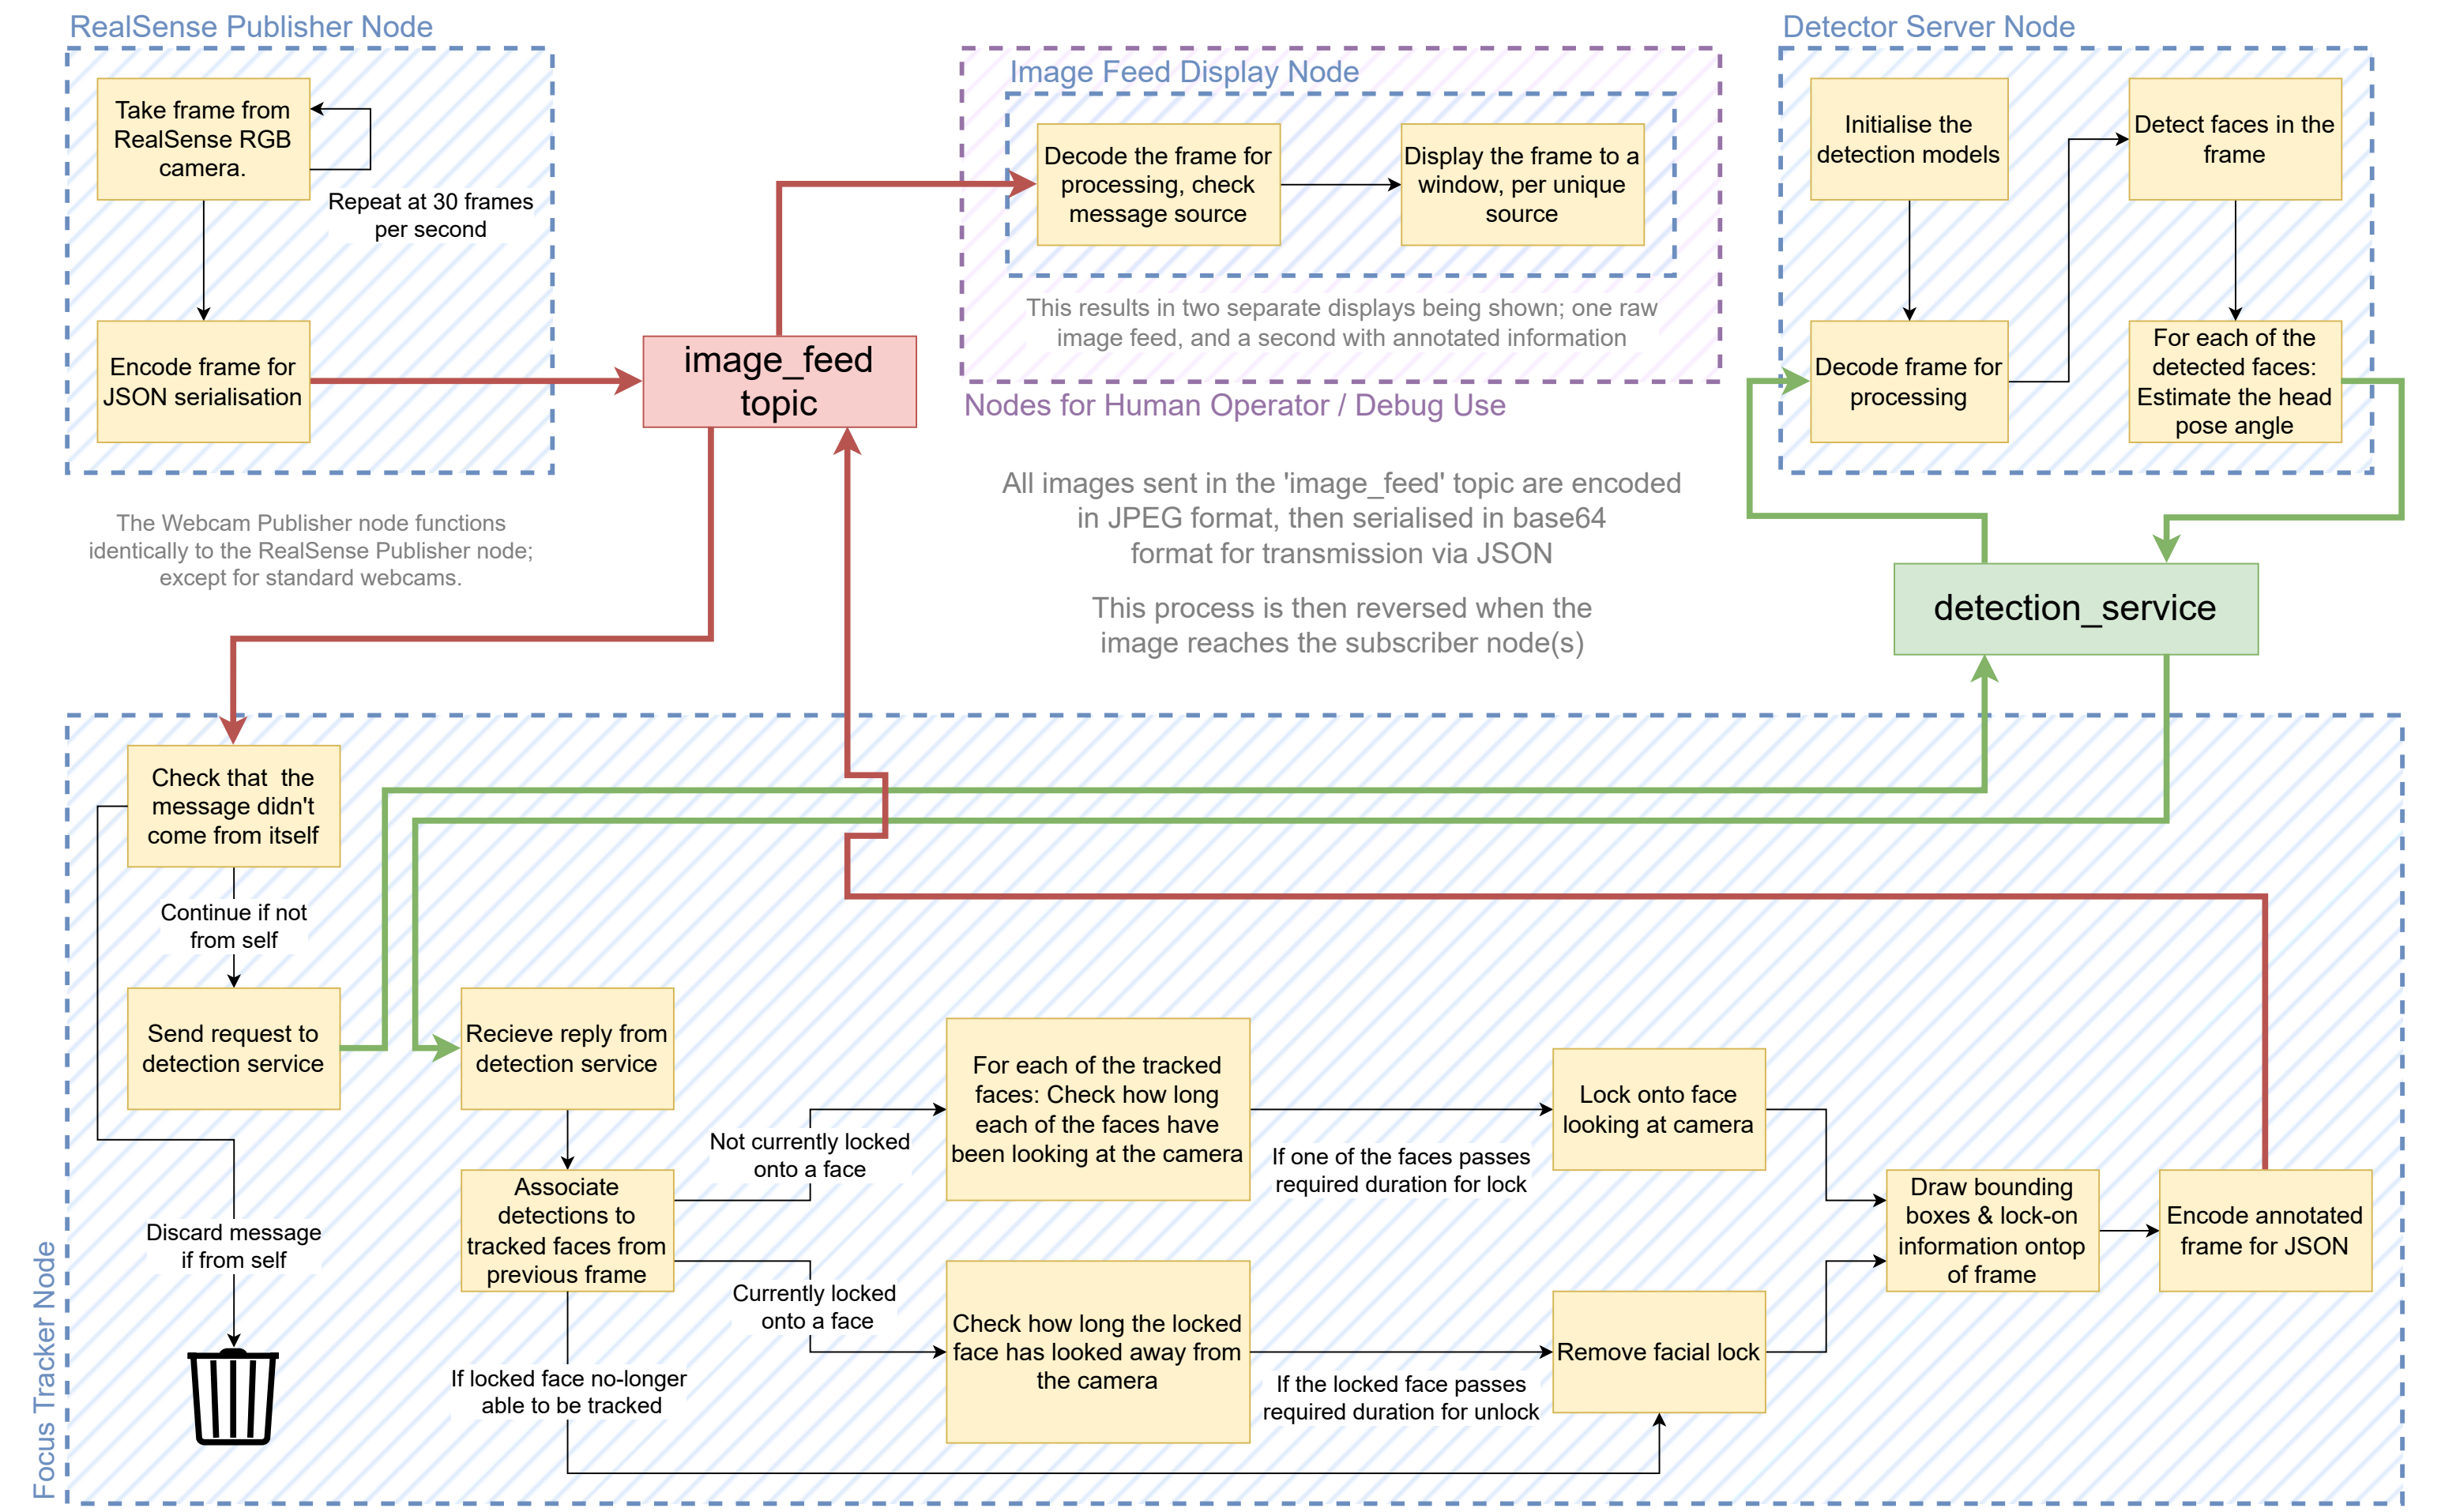 RealSense Publisher Node
Take frame from
RealSense RGB
camera.
Repeat at 30 frames
per second
Encode frame for
JSON serialisation
The Webcam Publisher node functions
identically to the RealSense Publisher node;
except for standard webcams.
image_feed
topic
Image Feed Display Node
Decode the frame for
processing, check
message source
Display the frame to a
window, per unique
source
This results in two separate displays being shown; one raw
image feed, and a second with annotated information
Nodes for Human Operator / Debug Use
All images sent in the 'image_feed' topic are encoded
in JPEG format, then serialised in base64
format for transmission via JSON
This process is then reversed when the
image reaches the subscriber node(s)
Detector Server Node
Initialise the
detection models
Decode frame for
processing
Detect faces in the
frame
For each of the
detected faces:
Estimate the head
pose angle
detection_service
Focus Tracker Node
Check that  the
message didn't
come from itself
Continue if not
from self
Send request to
detection service
Discard message
if from self
Recieve reply from
detection service
Associate
detections to
tracked faces from
previous frame
Not currently locked
onto a face
Currently locked
onto a face
If locked face no-longer
able to be tracked
For each of the tracked
faces: Check how long
each of the faces have
been looking at the camera
Check how long the locked
face has looked away from
the camera
If one of the faces passes
required duration for lock
If the locked face passes
required duration for unlock
Lock onto face
looking at camera
Remove facial lock
Draw bounding
boxes & lock-on
information ontop
of frame
Encode annotated
frame for JSON